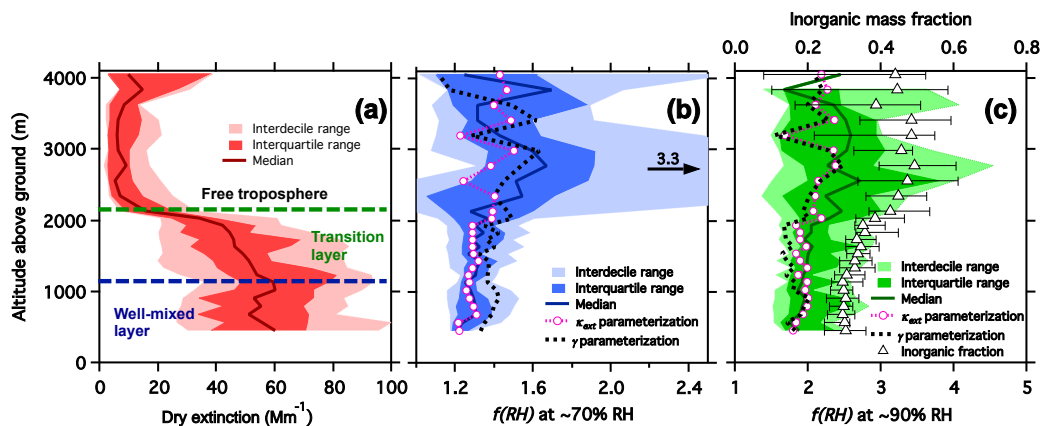 Inorganic mass fraction
0.0 0.2 0.4 0.6 0.8
4000
3000
2000
1000
0
Altitude above ground (m)
(a)
Interdecile range
Interquartile range
Median
Free troposphere
Transition
layer
Well-mixed
layer
0 20 40 60 80 100
Dry extinction (Mm⁻¹)
(b)
3.3
Interdecile range
Interquartile range
Median
κext parameterization
γ parameterization
1.2 1.6 2.0 2.4
f(RH) at ~70% RH
(c)
Interdecile range
Interquartile range
Median
κext parameterization
γ parameterization
Inorganic fraction
1 2 3 4 5
f(RH) at ~90% RH